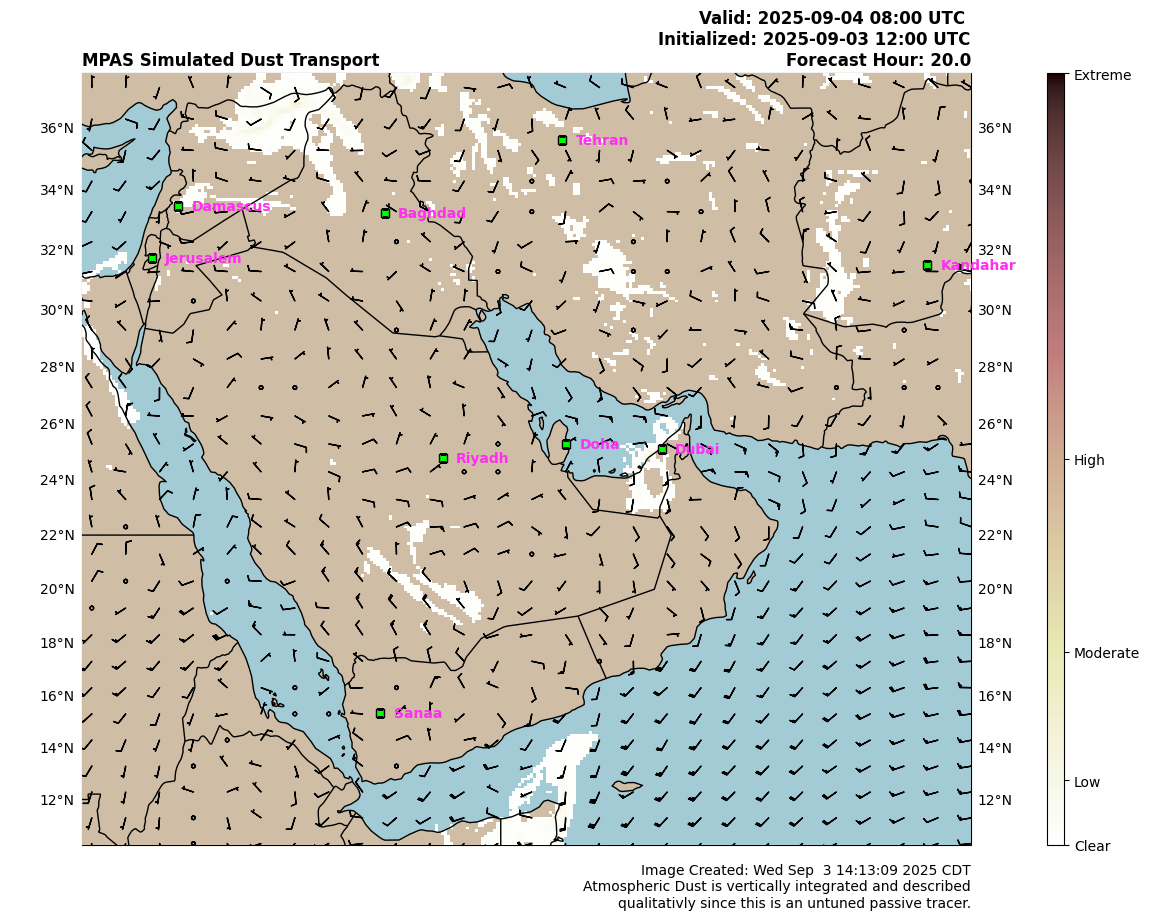 Valid: 2025-09-04 08:00 UTC
Initialized: 2025-09-03 12:00 UTC
MPAS Simulated Dust Transport
Forecast Hour: 20.0
Extreme
High
Moderate
Low
Clear
36°N
34°N
32°N
30°N
28°N
26°N
24°N
22°N
20°N
18°N
16°N
14°N
12°N
36°N
34°N
32°N
30°N
28°N
26°N
24°N
22°N
20°N
18°N
16°N
14°N
12°N
Tehran
Damascus
Baghdad
Jerusalem
Kandahar
Doha
Dubai
Riyadh
Sanaa
Image Created: Wed Sep  3 14:13:09 2025 CDT
Atmospheric Dust is vertically integrated and described
qualitativly since this is an untuned passive tracer.